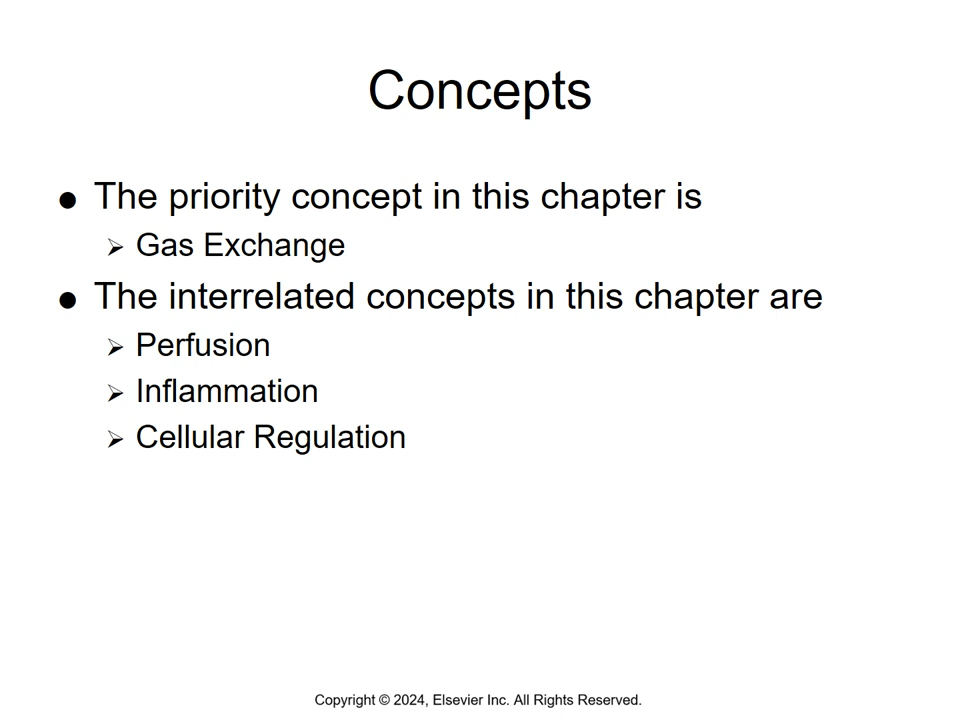 Concepts
● The priority concept in this chapter is
➢ Gas Exchange
● The interrelated concepts in this chapter are
➢ Perfusion
➢ Inflammation
➢ Cellular Regulation
Copyright © 2024, Elsevier Inc. All Rights Reserved.